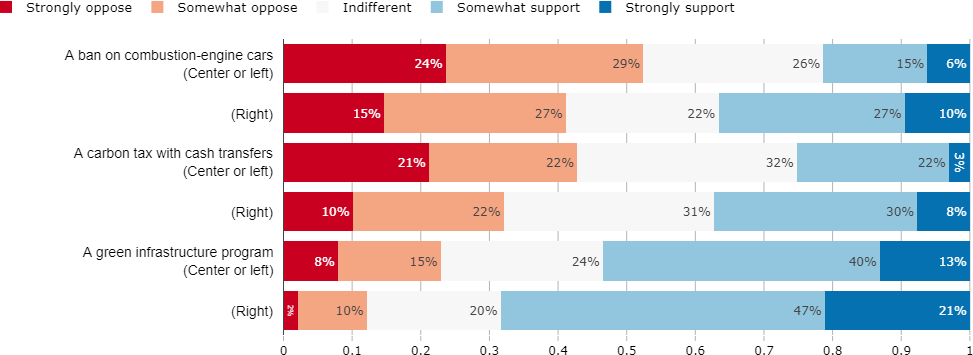 Strongly oppose Somewhat oppose Indifferent Somewhat support Strongly support
A ban on combustion-engine cars
(Center or left)
24% 29% 26% 15% 6%
(Right)
15% 27% 22% 27% 10%
A carbon tax with cash transfers
(Center or left)
21% 22% 32% 22% 3%
(Right)
10% 22% 31% 30% 8%
A green infrastructure program
(Center or left)
8% 15% 24% 40% 13%
(Right)
2% 10% 20% 47% 21%
0 0.1 0.2 0.3 0.4 0.5 0.6 0.7 0.8 0.9 1